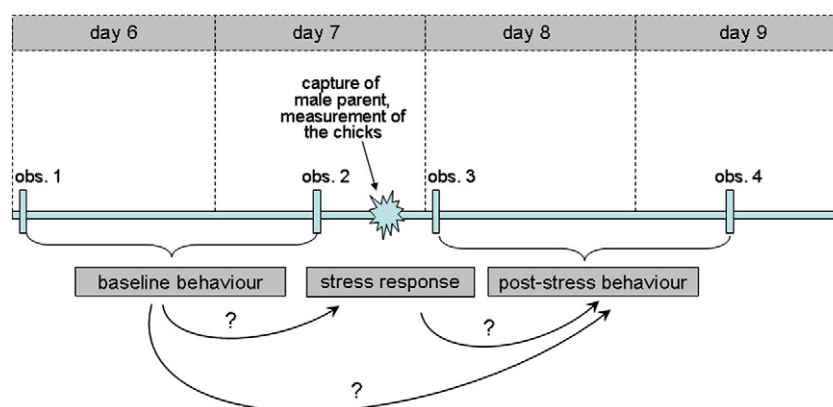 day 6
day 7
day 8
day 9
capture of
male parent,
measurement of
the chicks
obs. 1
obs. 2
obs. 3
obs. 4
baseline behaviour
stress response
post-stress behaviour
?
?
?